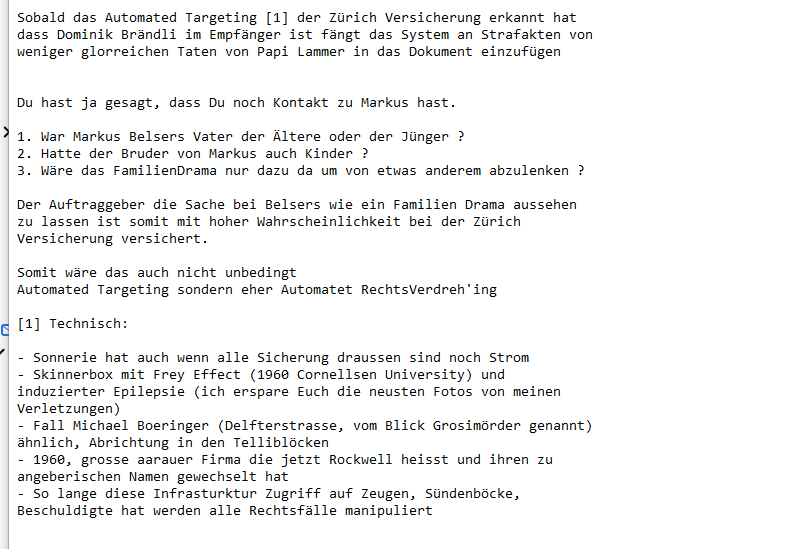 Sobald das Automated Targeting [1] der Zürich Versicherung erkannt hat
dass Dominik Brändli im Empfänger ist fängt das System an Strafakten von
weniger glorreichen Taten von Papi Lammer in das Dokument einzufügen
Du hast ja gesagt, dass Du noch Kontakt zu Markus hast.
1. War Markus Belsers Vater der Ältere oder der Jünger ?
2. Hatte der Bruder von Markus auch Kinder ?
3. Wäre das FamilienDrama nur dazu da um von etwas anderem abzulenken ?
Der Auftraggeber die Sache bei Belsers wie ein Familien Drama aussehen
zu lassen ist somit mit hoher Wahrscheinlichkeit bei der Zürich
Versicherung versichert.
Somit wäre das auch nicht unbedingt
Automated Targeting sondern eher Automatet RechtsVerdreh'ing
[1] Technisch:
- Sonnerie hat auch wenn alle Sicherung draussen sind noch Strom
- Skinnerbox mit Frey Effect (1960 Cornellsen University) und
induzierter Epilepsie (ich erspare Euch die neusten Fotos von meinen
Verletzungen)
- Fall Michael Boeringer (Delfterstrasse, vom Blick Grosimörder genannt)
ähnlich, Abrichtung in den Telliblöcken
- 1960, grosse aarauer Firma die jetzt Rockwell heisst und ihren zu
angeberischen Namen gewechselt hat
- So lange diese Infrasturktur Zugriff auf Zeugen, Sündenböcke,
Beschuldigte hat werden alle Rechtsfälle manipuliert